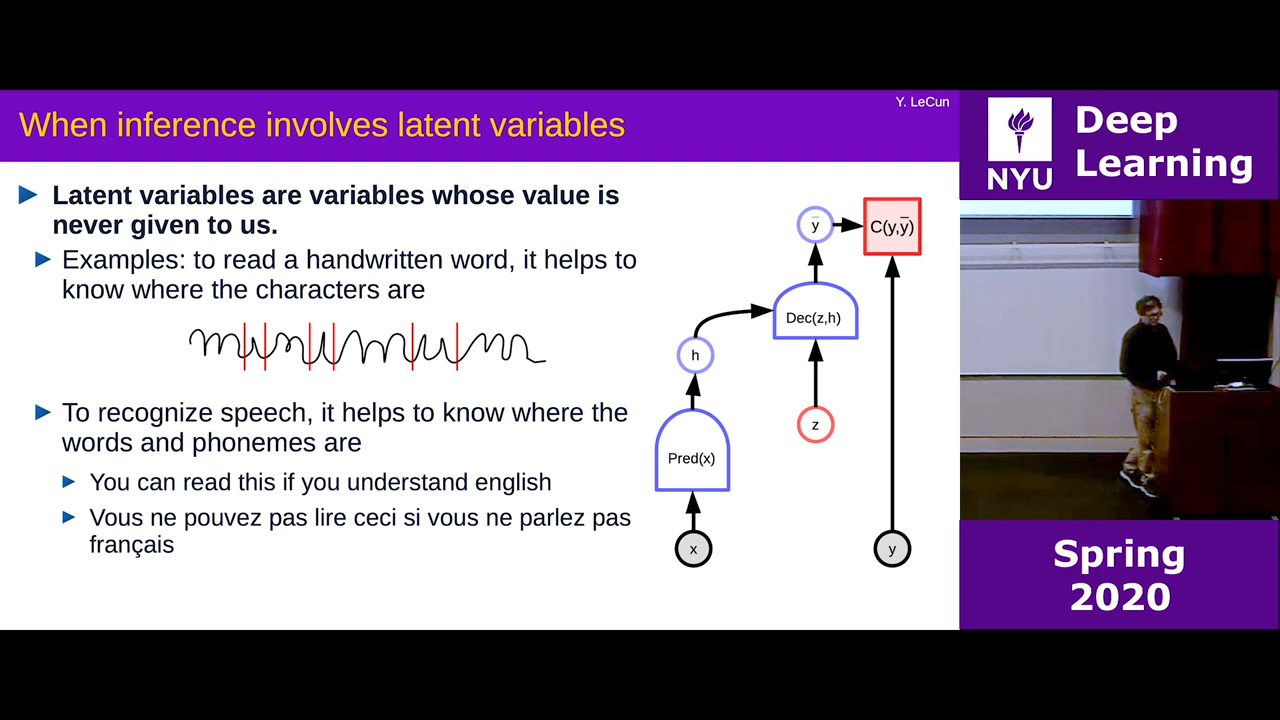 Y. LeCun
When inference involves latent variables
Latent variables are variables whose value is
never given to us.
Examples: to read a handwritten word, it helps to
know where the characters are
To recognize speech, it helps to know where the
words and phonemes are
You can read this if you understand english
Vous ne pouvez pas lire ceci si vous ne parlez pas
français
ȳ
C(y,ȳ)
Dec(z,h)
h
z
Pred(x)
x
y
NYU
Deep
Learning
Spring
2020